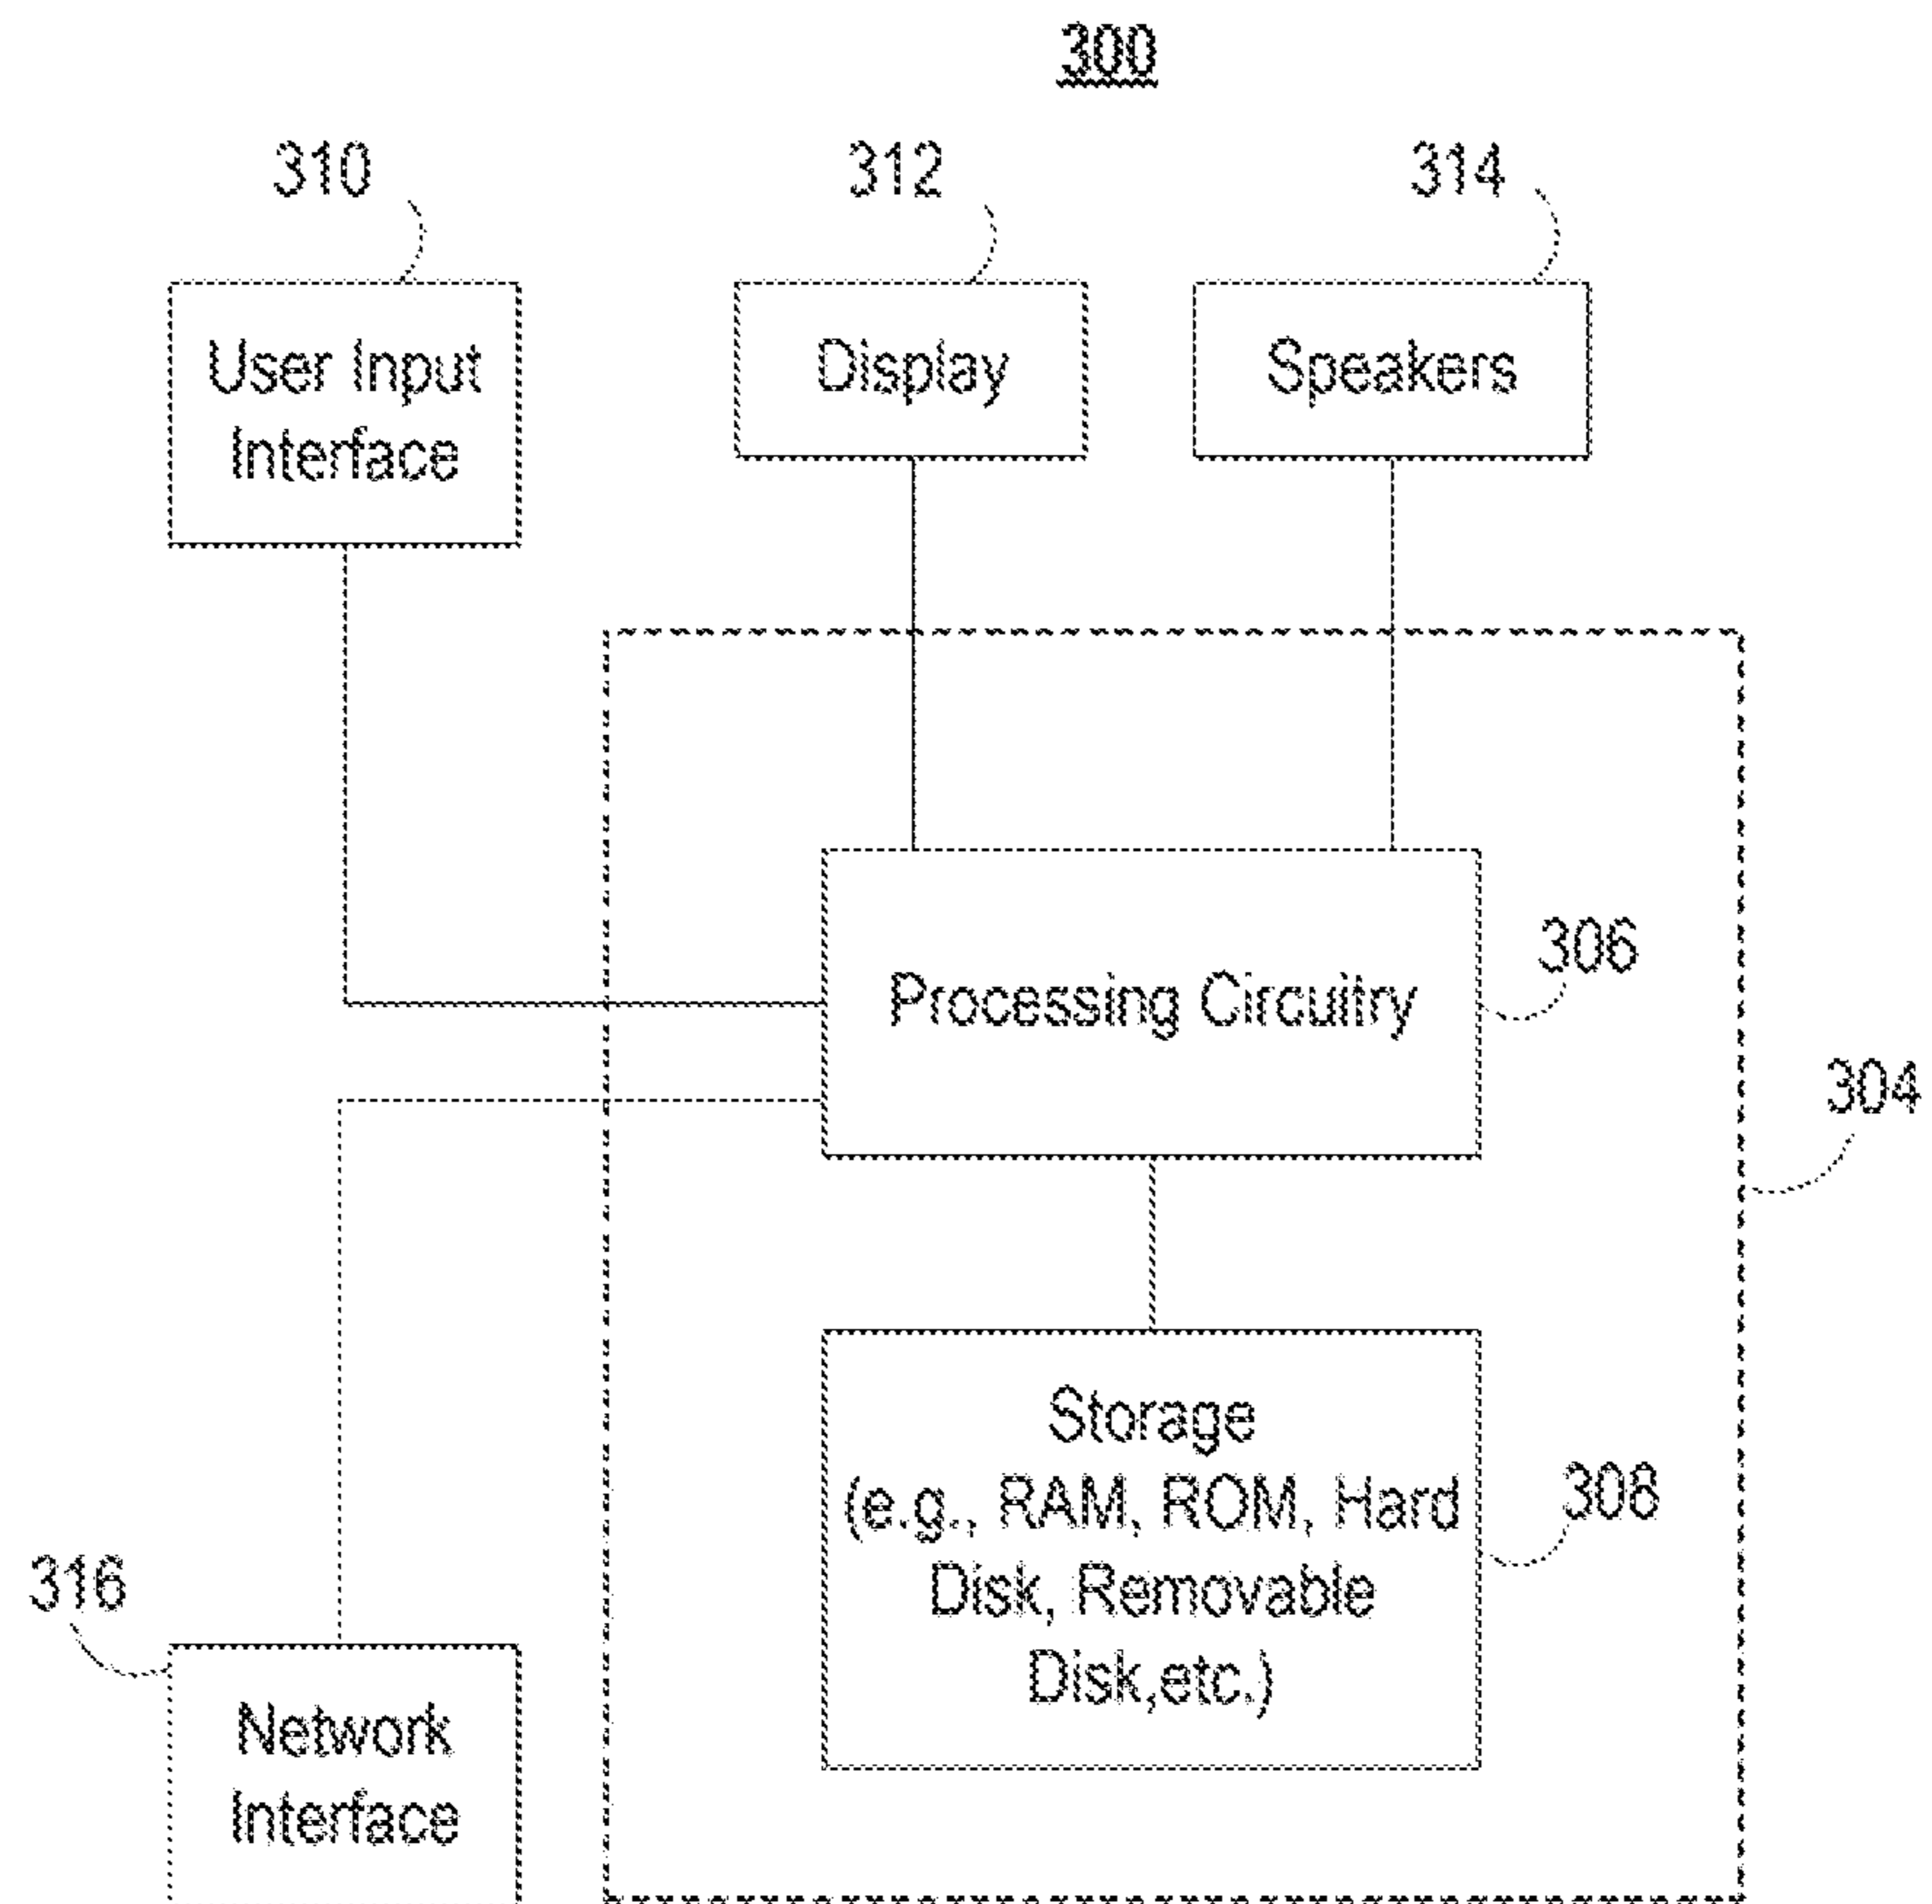 300
310
312
314
User Input
Interface
Display
Speakers
Processing Circuitry
306
304
Storage
(e.g., RAM, ROM, Hard
Disk, Removable
Disk,etc.)
308
316
Network
Interface